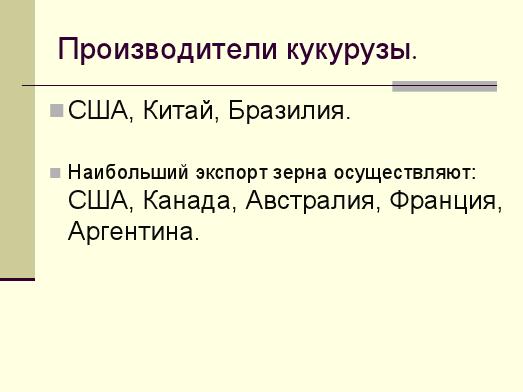 Производители кукурузы.
США, Китай, Бразилия.
Наибольший экспорт зерна осуществляют:
США, Канада, Австралия, Франция,
Аргентина.